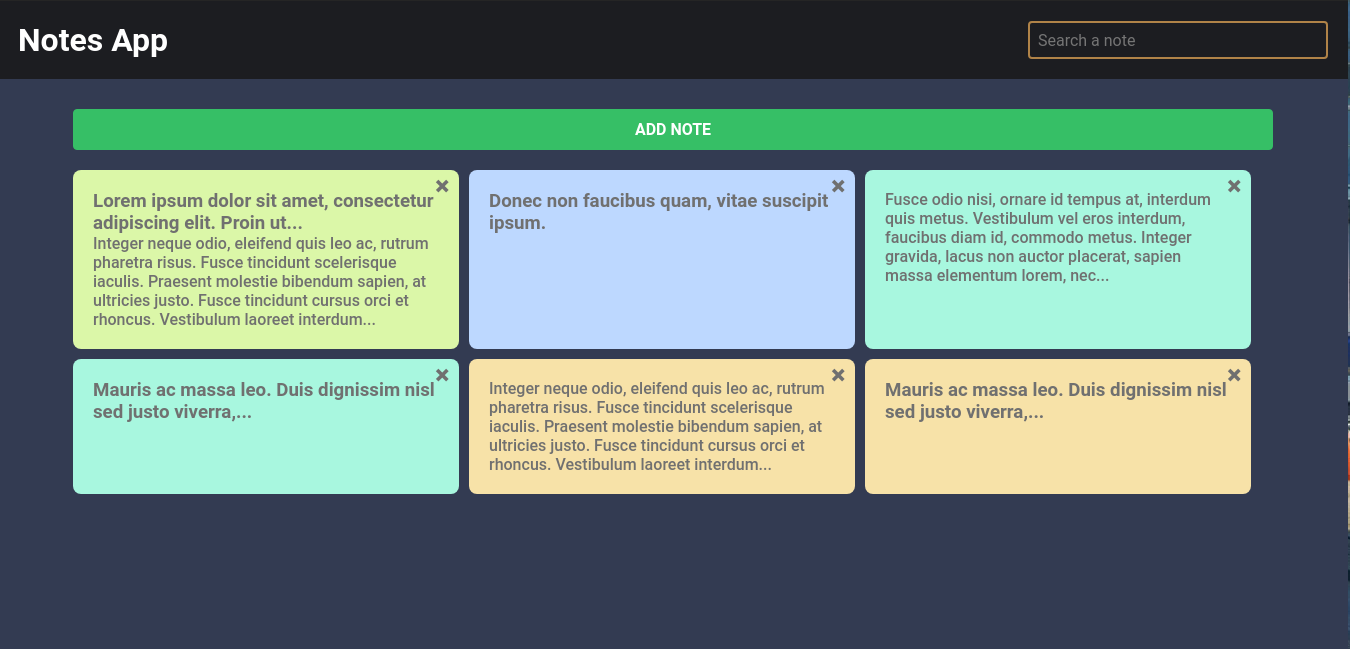 Notes App
Search a note
ADD NOTE
Lorem ipsum dolor sit amet, consectetur
adipiscing elit. Proin ut...
Integer neque odio, eleifend quis leo ac, rutrum
pharetra risus. Fusce tincidunt scelerisque
iaculis. Praesent molestie bibendum sapien, at
ultricies justo. Fusce tincidunt cursus orci et
rhoncus. Vestibulum laoreet interdum...
Donec non faucibus quam, vitae suscipit
ipsum.
Fusce odio nisi, ornare id tempus at, interdum
quis metus. Vestibulum vel eros interdum,
faucibus diam id, commodo metus. Integer
gravida, lacus non auctor placerat, sapien
massa elementum lorem, nec...
Mauris ac massa leo. Duis dignissim nisl
sed justo viverra,...
Integer neque odio, eleifend quis leo ac, rutrum
pharetra risus. Fusce tincidunt scelerisque
iaculis. Praesent molestie bibendum sapien, at
ultricies justo. Fusce tincidunt cursus orci et
rhoncus. Vestibulum laoreet interdum...
Mauris ac massa leo. Duis dignissim nisl
sed justo viverra,...